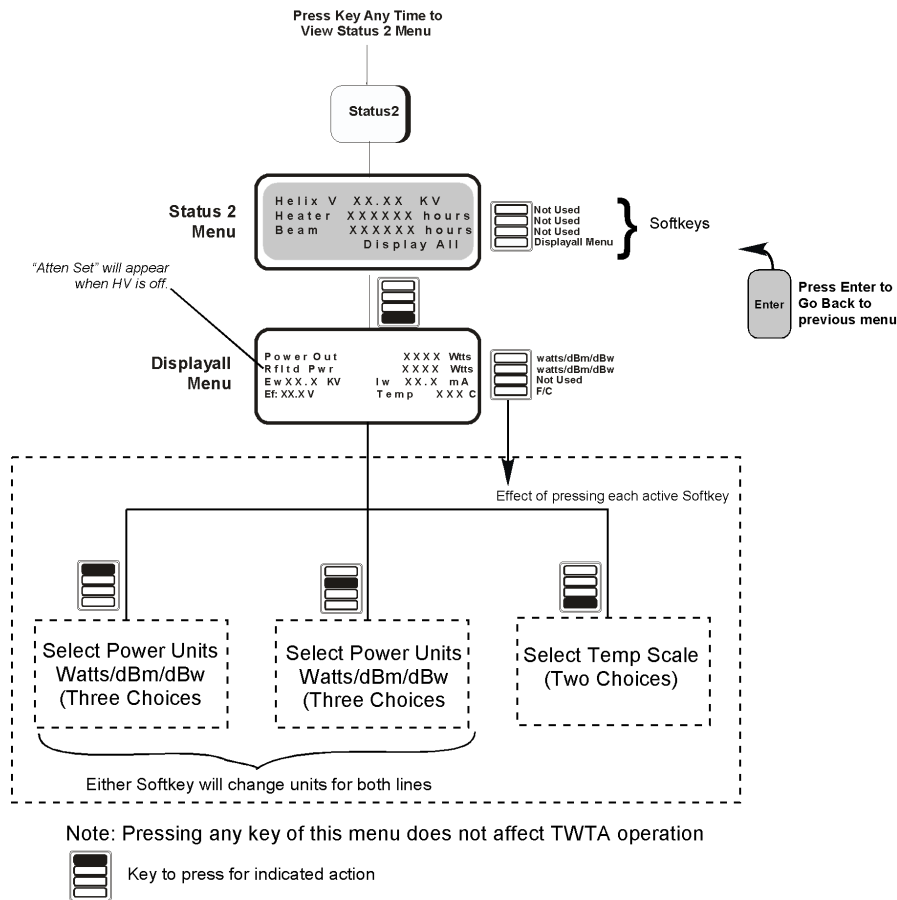 Press Key Any Time to
View Status 2 Menu
Status2
Status 2
Menu
Helix V XX.XX KV
Heater XXXXXX hours
Beam XXXXXX hours
Display All
Not Used
Not Used
Not Used
Displayall Menu
Softkeys
"Atten Set" will appear
when HV is off.
Enter
Press Enter to
Go Back to
previous menu
Displayall
Menu
Power Out XXXX Wtts
Rfltd Pwr XXXX Wtts
Ew XX.X KV Iw XX.X mA
Ef: XX.X V Temp XXX C
watts/dBm/dBw
watts/dBm/dBw
Not Used
F/C
Effect of pressing each active Softkey
Select Power Units
Watts/dBm/dBw
(Three Choices
Select Power Units
Watts/dBm/dBw
(Three Choices
Select Temp Scale
(Two Choices)
Either Softkey will change units for both lines
Note: Pressing any key of this menu does not affect TWTA operation
Key to press for indicated action